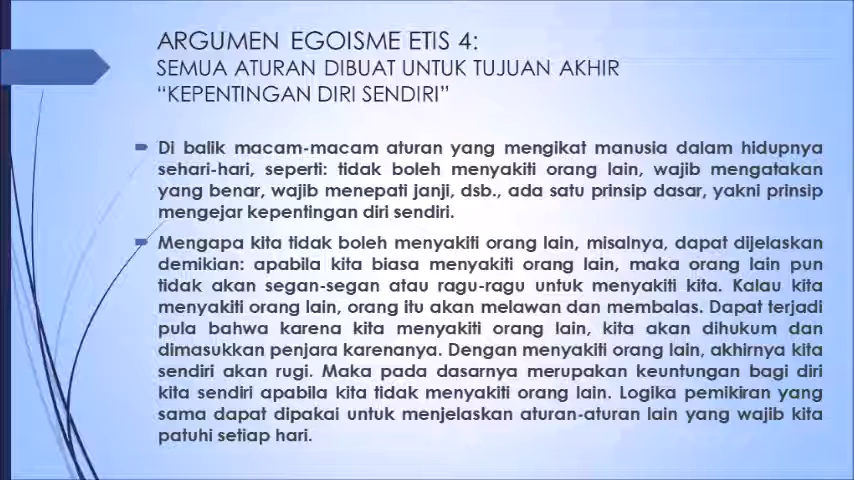 ARGUMEN EGOISME ETIS 4:
SEMUA ATURAN DIBUAT UNTUK TUJUAN AKHIR
“KEPENTINGAN DIRI SENDIRI”
Di balik macam-macam aturan yang mengikat manusia dalam hidupnya
sehari-hari, seperti: tidak boleh menyakiti orang lain, wajib mengatakan
yang benar, wajib menepati janji, dsb., ada satu prinsip dasar, yakni prinsip
mengejar kepentingan diri sendiri.
Mengapa kita tidak boleh menyakiti orang lain, misalnya, dapat dijelaskan
demikian: apabila kita biasa menyakiti orang lain, maka orang lain pun
tidak akan segan-segan atau ragu-ragu untuk menyakiti kita. Kalau kita
menyakiti orang lain, orang itu akan melawan dan membalas. Dapat terjadi
pula bahwa karena kita menyakiti orang lain, kita akan dihukum dan
dimasukkan penjara karenanya. Dengan menyakiti orang lain, akhirnya kita
sendiri akan rugi. Maka pada dasarnya merupakan keuntungan bagi diri
kita sendiri apabila kita tidak menyakiti orang lain. Logika pemikiran yang
sama dapat dipakai untuk menjelaskan aturan-aturan lain yang wajib kita
patuhi setiap hari.